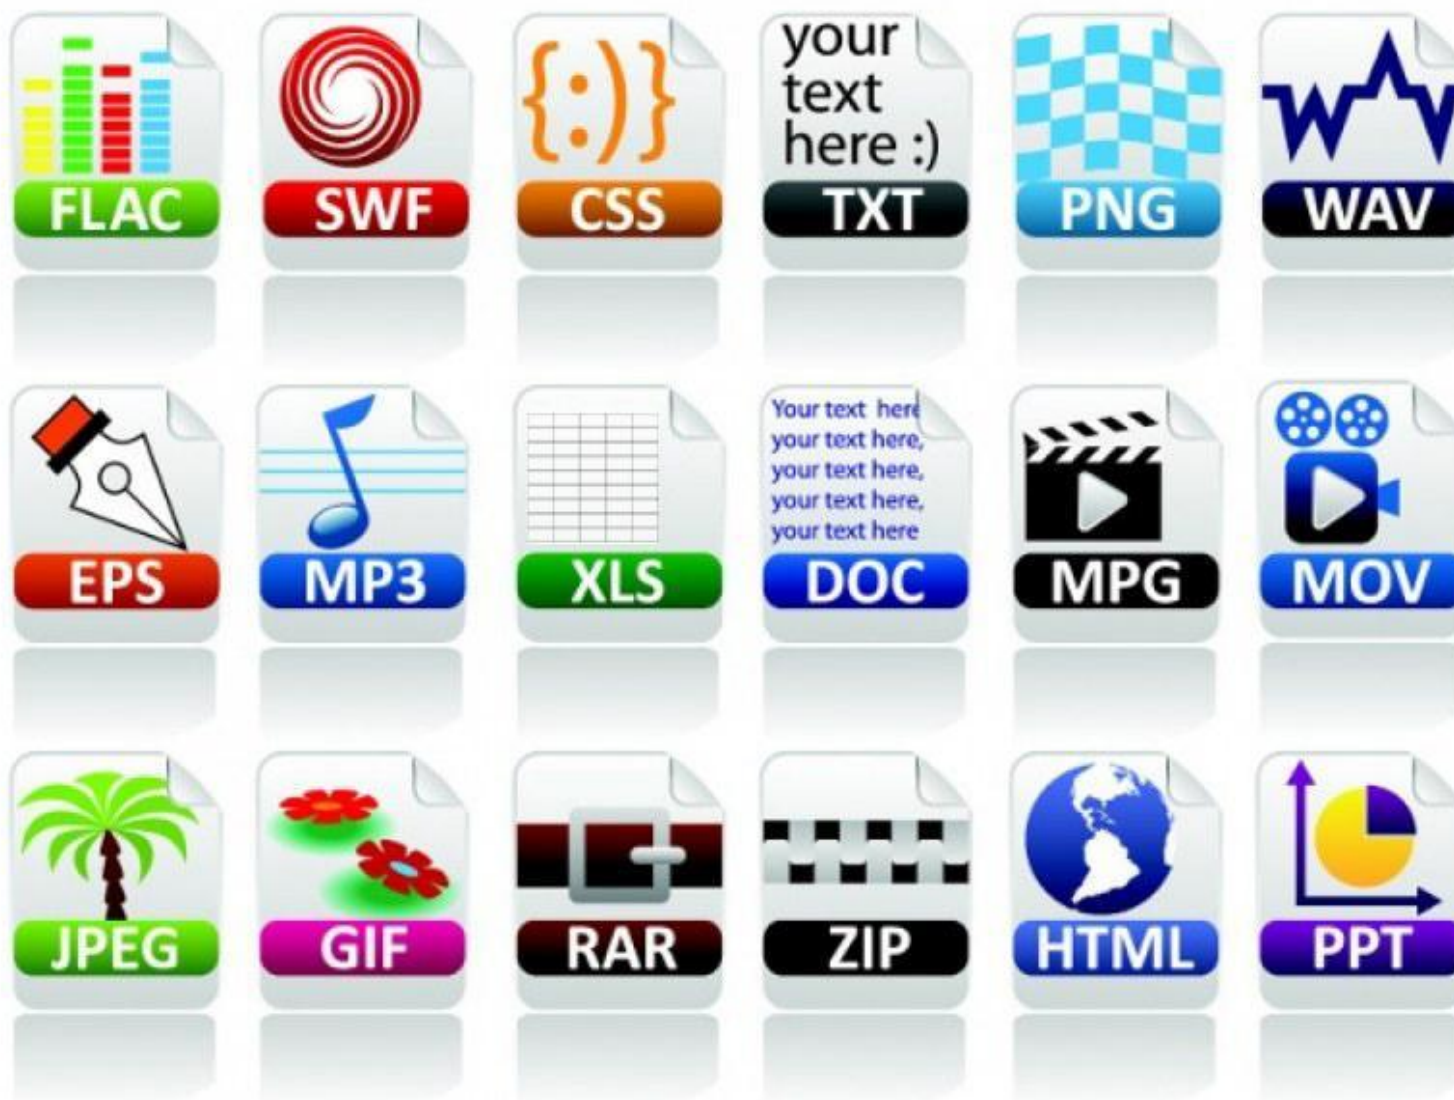 FLAC
SWF
CSS
your
text
here :)
TXT
PNG
WAV
EPS
MP3
XLS
Your text here
your text here,
your text here,
your text here,
your text here
DOC
MPG
MOV
JPEG
GIF
RAR
ZIP
HTML
PPT